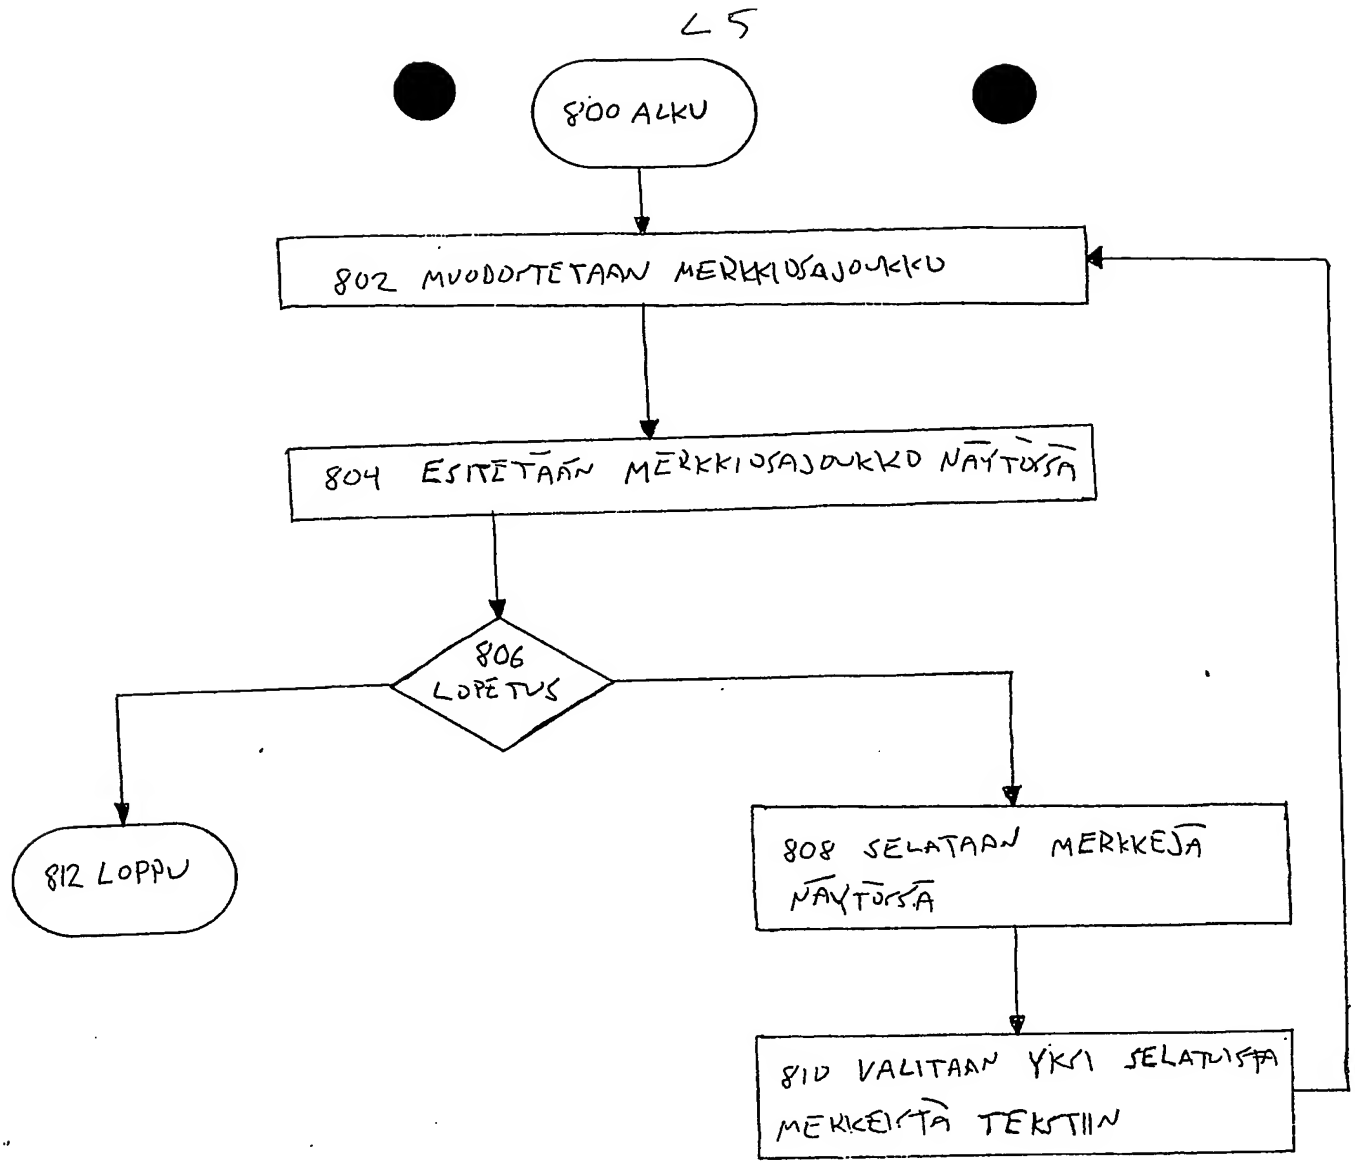 L5
800 ALKU
802 MUODOSTETAAN MERKKIOSAJOUKKO
804 ESITETÄÄN MERKKIOSAJOUKKO NÄYTÖSSÄ
806
LOPETUS
812 LOPPU
808 SELATAAN MERKKEJÄ
NÄYTÖSSÄ
810 VALITAAN YKSI SELATUISTA
MERKEISTÄ TEKSTIIN